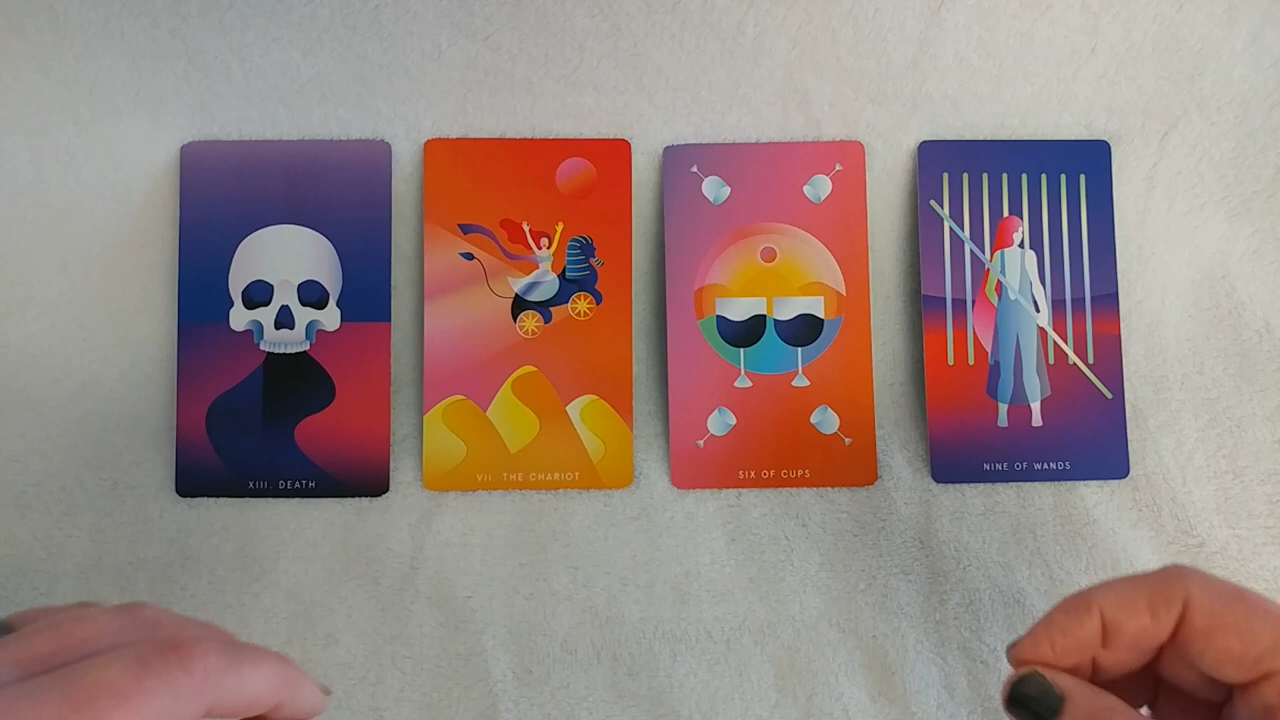 XIII. DEATH
VII. THE CHARIOT
SIX OF CUPS
NINE OF WANDS